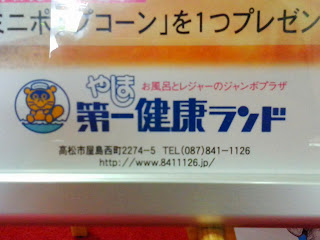 ミニポップコーン」を1つプレゼン
やしま
お風呂とレジャーのジャンボプラザ
第一健康ランド
高松市屋島西町2274-5 TEL(087)841-1126
http://www.8411126.jp/